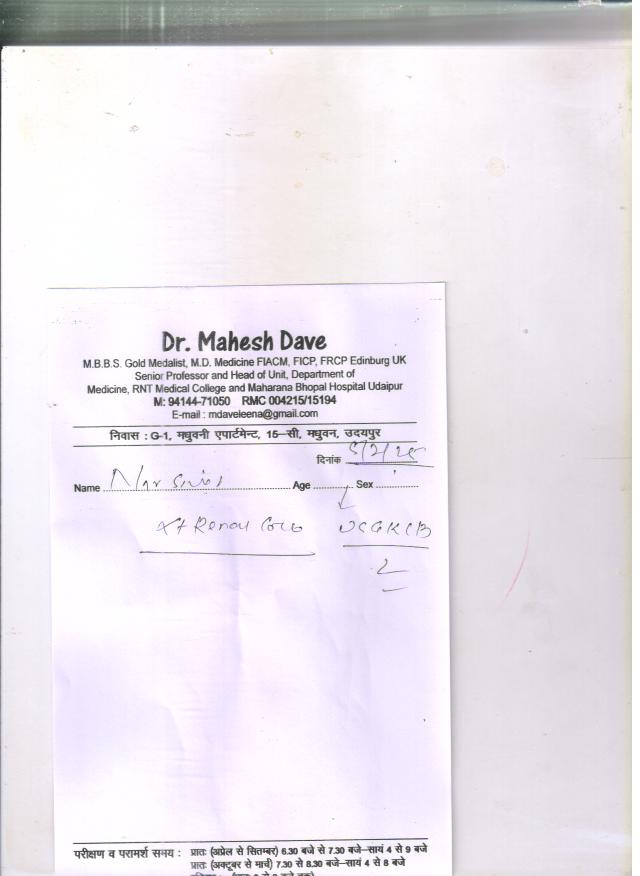 Dr. Mahesh Dave
M.B.B.S. Gold Medalist, M.D. Medicine FIACM, FICP, FRCP Edinburg UK
Senior Professor and Head of Unit, Department of
Medicine, RNT Medical College and Maharana Bhopal Hospital Udaipur
M: 94144-71050 RMC 004215/15194
E-mail : mdaveleena@gmail.com
निवास : G-1, मधुवनी एपार्टमेन्ट, 15-सी, मधुवन, उदयपुर
दिनांक
Name Age Sex
Renal
परीक्षण व परामर्श समय : प्रातः (अप्रेल से सितम्बर) 6.30 बजे से 7.30 बजे-सायं 4 से 9 बजे
प्रातः (अक्टूबर से मार्च) 7.30 से 8.30 बजे-सायं 4 से 8 बजे